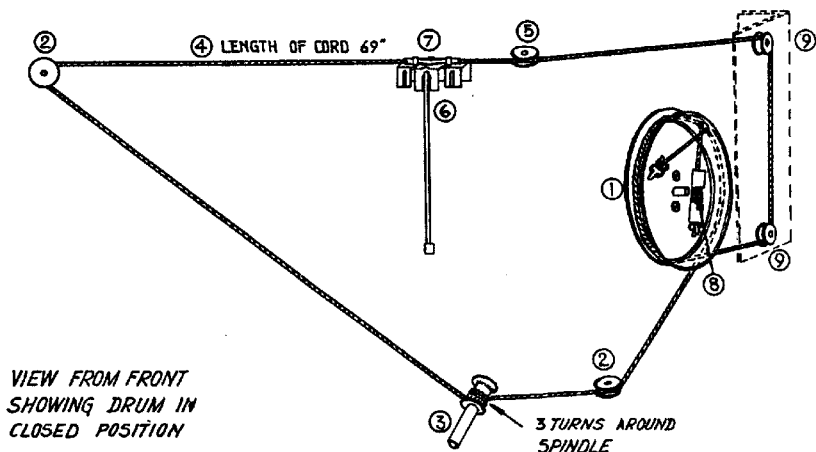 ②
④ LENGTH OF CORD 69"
⑦
⑤
⑨
⑥
①
⑨
⑧
②
③
3 TURNS AROUND
SPINDLE
VIEW FROM FRONT
SHOWING DRUM IN
CLOSED POSITION